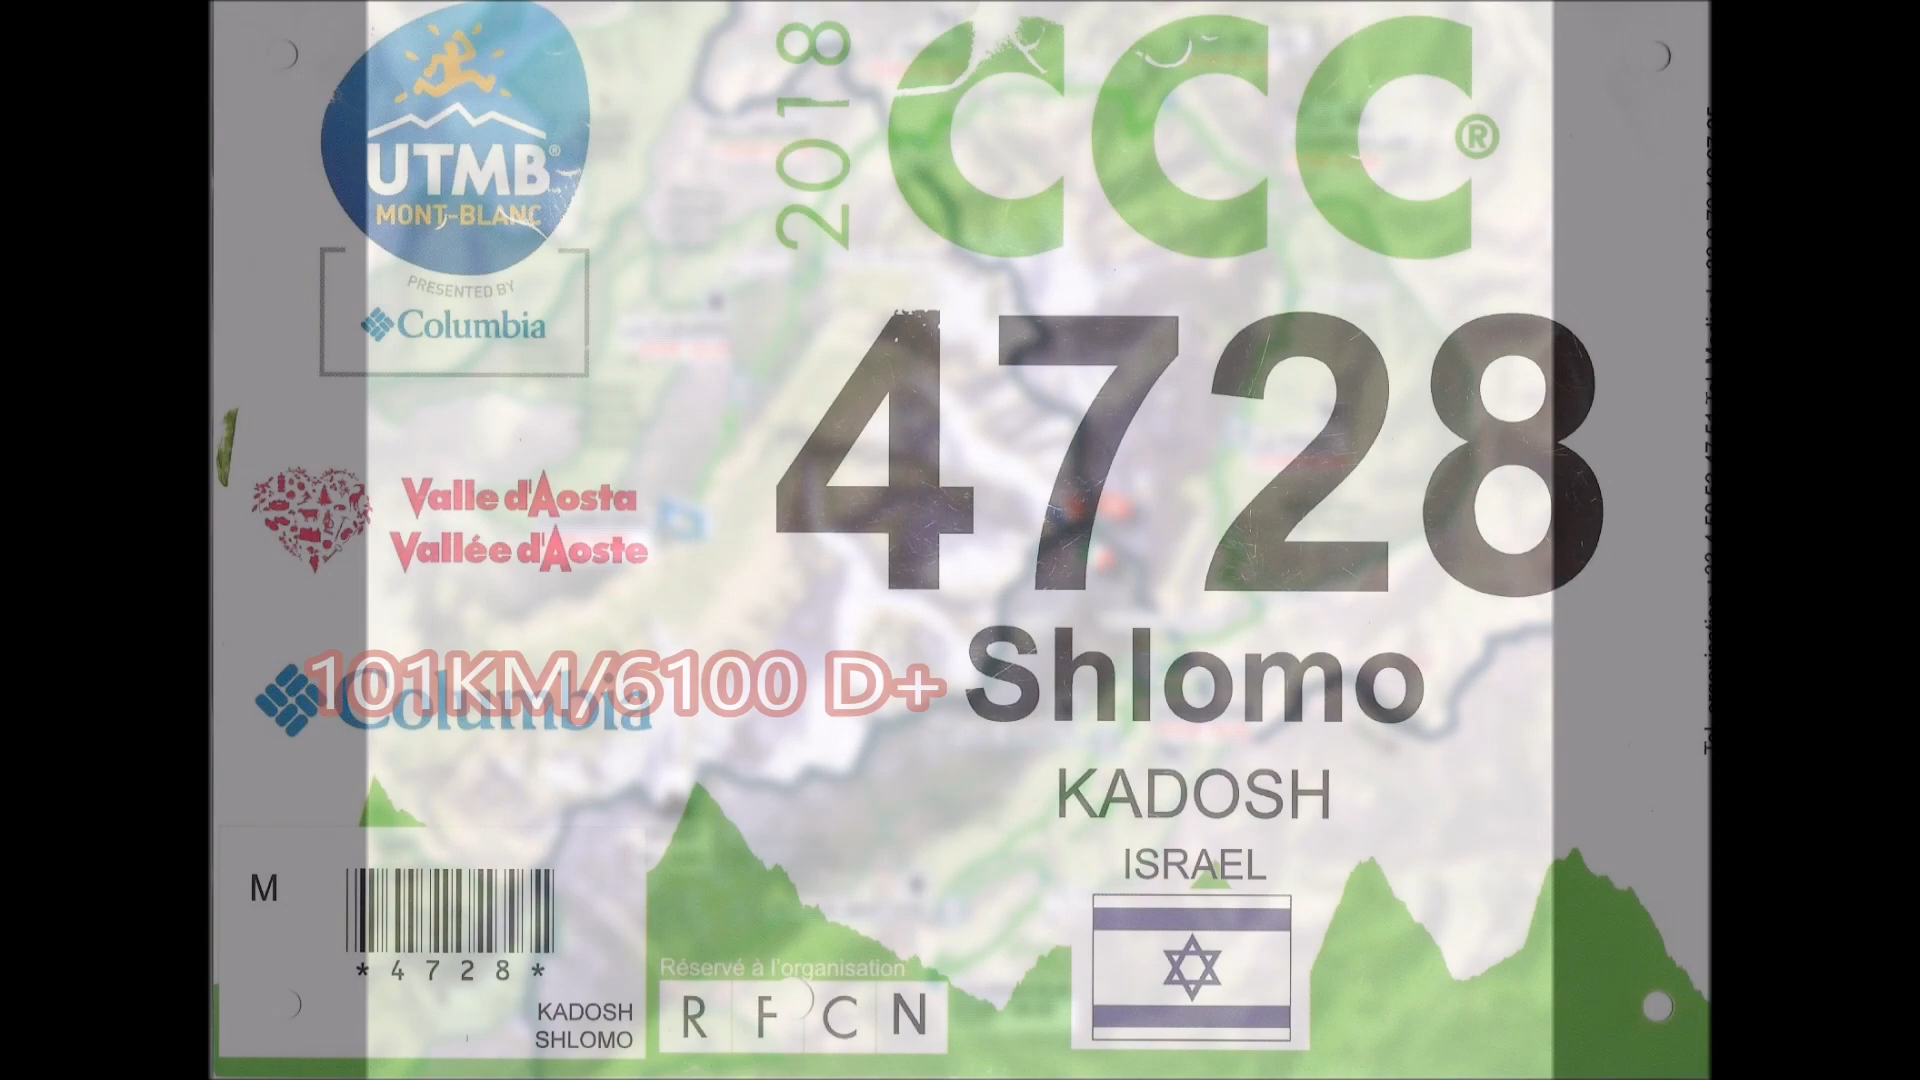 UTMB®
MONT-BLANC
PRESENTED BY
Columbia
2018
CCC®
4728
Valle d'Aosta
Vallée d'Aoste
Columbia
101KM/6100 D+
Shlomo
KADOSH
ISRAEL
M
*4728*
KADOSH
SHLOMO
Réservé à l'organisation
R F C N